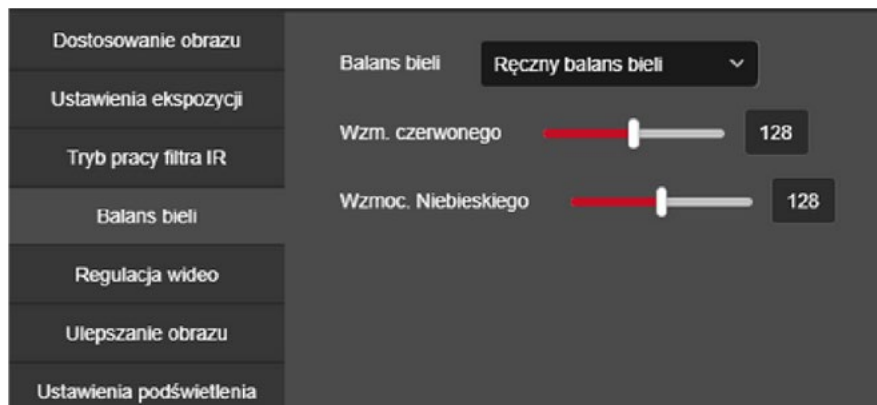 Dostosowanie obrazu
Ustawienia ekspozycji
Tryb pracy filtra IR
Balans bieli
Regulacja wideo
Ulepszanie obrazu
Ustawienia podświetlenia
Balans bieli Ręczny balans bieli
Wzm. czerwonego 128
Wzmoc. Niebieskiego 128